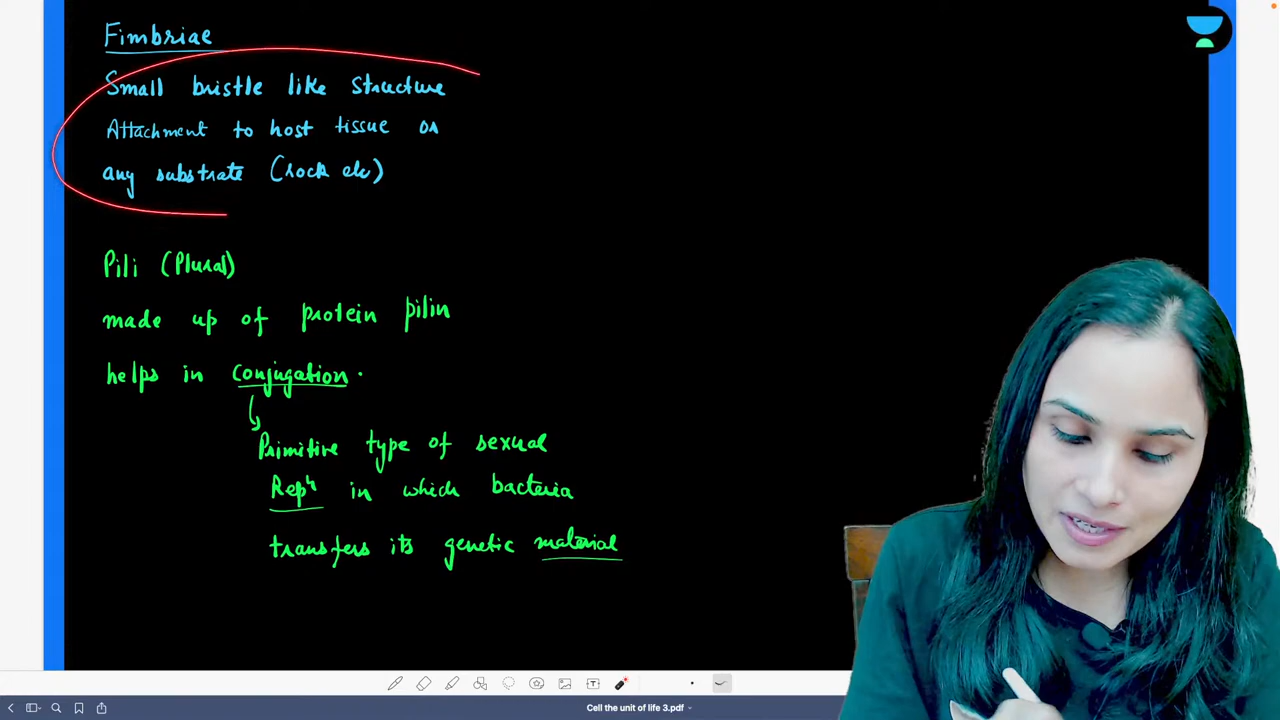 Fimbriae
Small bristle like structure
Attachment to host tissue or
any substrate (rock etc)
Pili (Plural)
made up of protein pilin
helps in conjugation.
Primitive type of sexual
Repⁿ in which bacteria
transfers its genetic material
Cell the unit of life 3.pdf